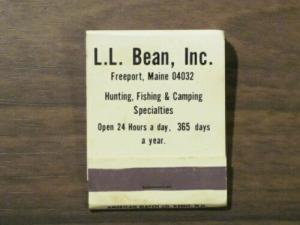 L.L. Bean, Inc.
Freeport, Maine 04032
Hunting, Fishing & Camping
Specialties
Open 24 Hours a day, 365 days
a year.